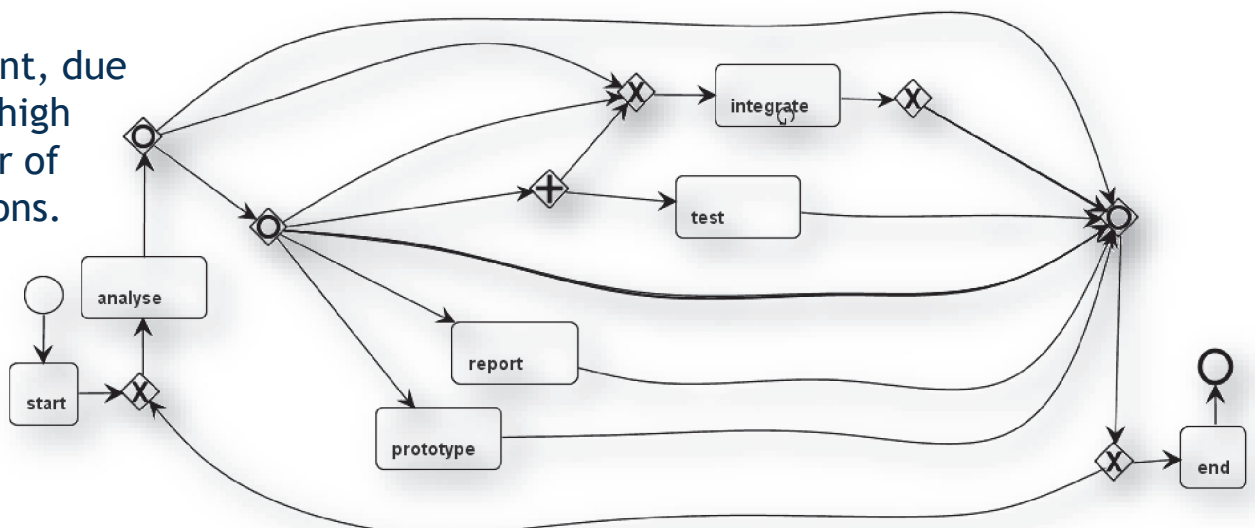 nt, due
high
r of
ons.
integrate
test
analyse
report
start
prototype
end